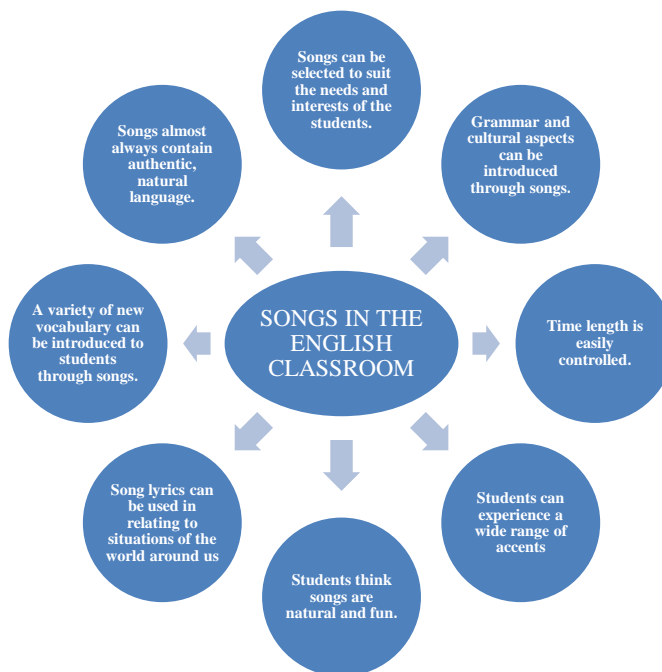 Songs can be
selected to suit
the needs and
interests of the
students.
Grammar and
cultural aspects
can be
introduced
through songs.
Time length is
easily
controlled.
Students can
experience a
wide range of
accents
Students think
songs are
natural and fun.
Song lyrics can
be used in
relating to
situations of the
world around us
A variety of new
vocabulary can
be introduced to
students
through songs.
Songs almost
always contain
authentic,
natural
language.
SONGS IN THE
ENGLISH
CLASSROOM